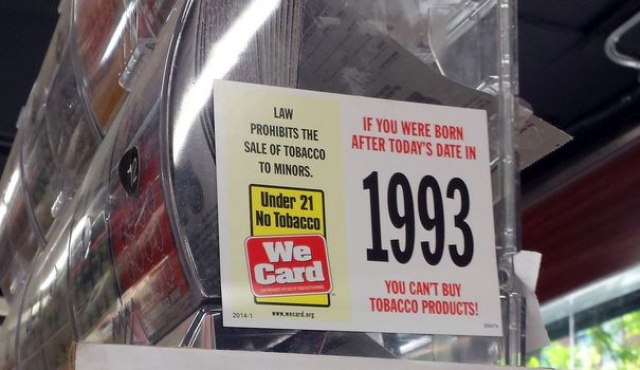 LAW
PROHIBITS THE
SALE OF TOBACCO
TO MINORS.
Under 21
No Tobacco
We
Card
www.wecard.org
2014-1
IF YOU WERE BORN
AFTER TODAY'S DATE IN
1993
YOU CAN'T BUY
TOBACCO PRODUCTS!
12